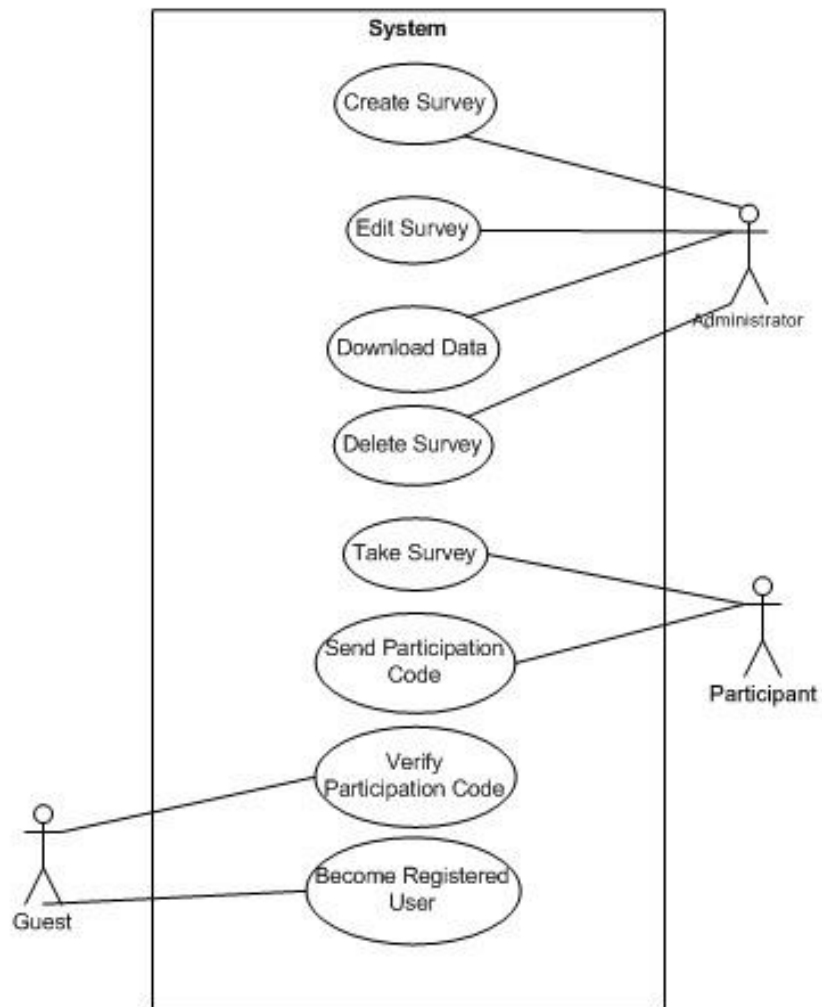 System
Create Survey
Edit Survey
Administrator
Download Data
Delete Survey
Take Survey
Send Participation
Code
Participant
Verify
Participation Code
Become Registered
User
Guest